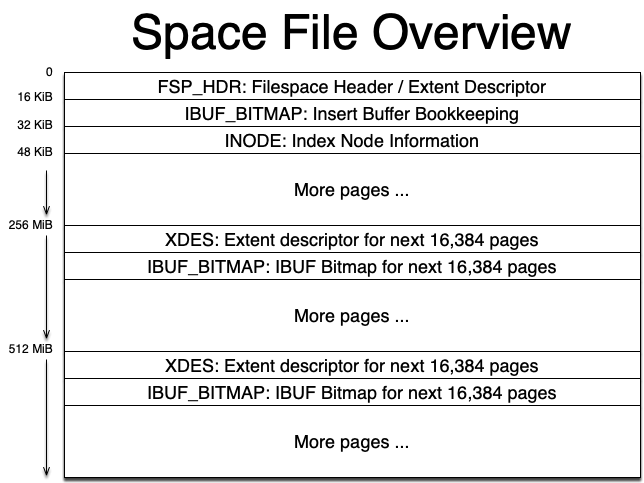 Space File Overview
0
FSP_HDR: Filespace Header / Extent Descriptor
16 KiB
IBUF_BITMAP: Insert Buffer Bookkeeping
32 KiB
INODE: Index Node Information
48 KiB
More pages ...
256 MiB
XDES: Extent descriptor for next 16,384 pages
IBUF_BITMAP: IBUF Bitmap for next 16,384 pages
More pages ...
512 MiB
XDES: Extent descriptor for next 16,384 pages
IBUF_BITMAP: IBUF Bitmap for next 16,384 pages
More pages ...